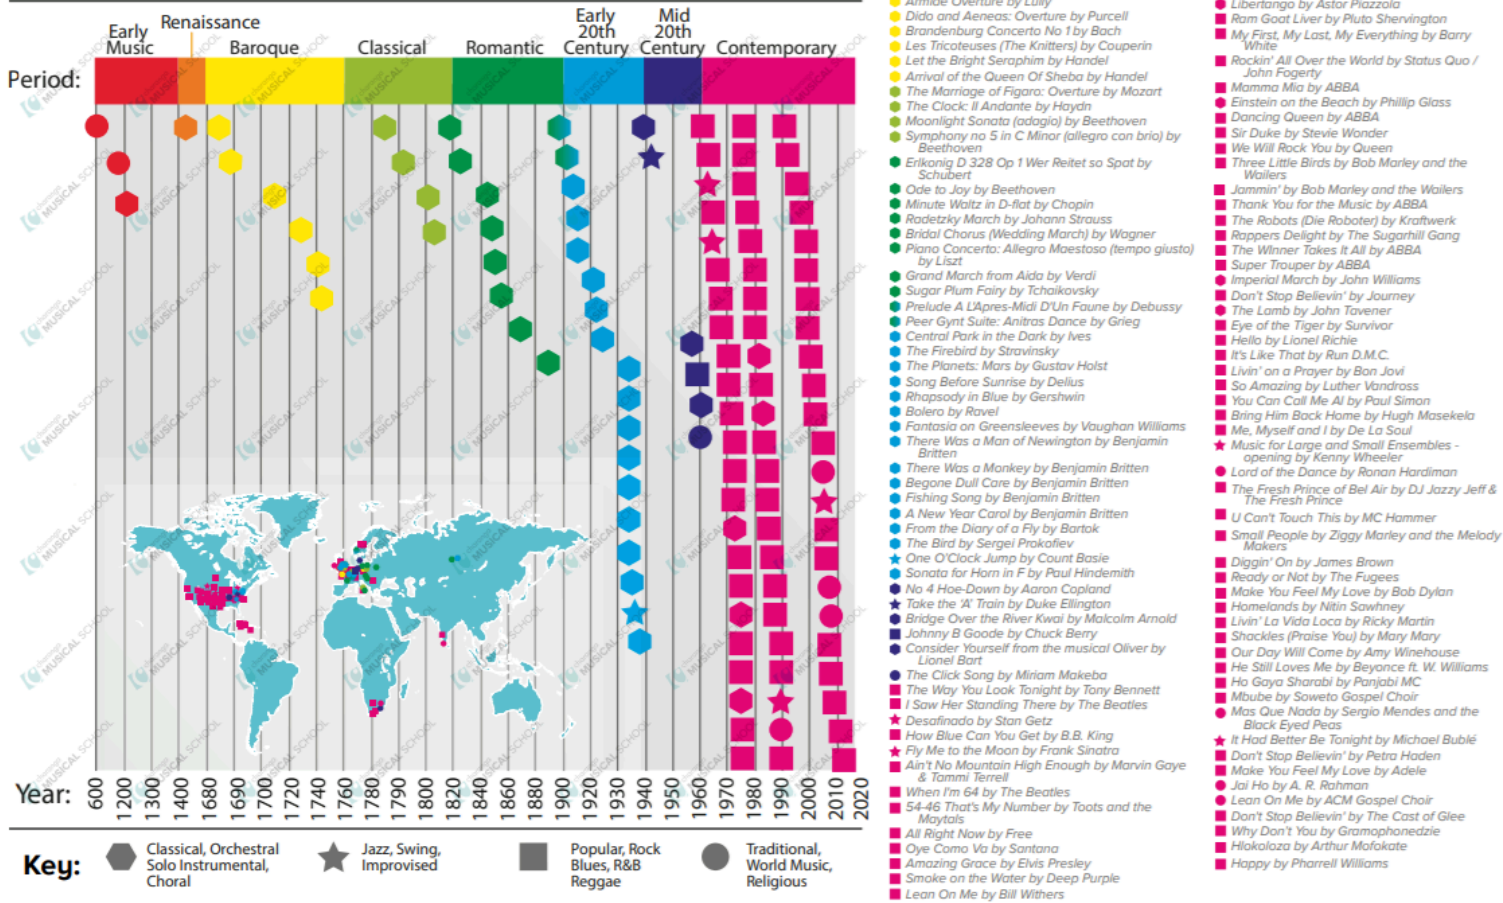 Early
Music
Renaissance
Baroque
Classical
Romantic
Early
20th
Century
Mid
20th
Century
Contemporary
Period:
Year:
600
1200
1300
1400
1680
1690
1700
1720
1740
1760
1780
1790
1800
1820
1840
1860
1880
1900
1920
1930
1940
1960
1970
1980
1990
2000
2010
2020
Key:
Classical, Orchestral
Solo Instrumental,
Choral
Jazz, Swing,
Improvised
Popular, Rock
Blues, R&B
Reggae
Traditional,
World Music,
Religious
Armide Overture by Lully
Dido and Aeneas: Overture by Purcell
Brandenburg Concerto No 1 by Bach
Les Tricoteuses (The Knitters) by Couperin
Let the Bright Seraphim by Handel
Arrival of the Queen Of Sheba by Handel
The Marriage of Figaro: Overture by Mozart
The Clock: II Andante by Haydn
Moonlight Sonata (adagio) by Beethoven
Symphony no 5 in C Minor (allegro con brio) by
Beethoven
Erlkonig D 328 Op 1 Wer Reitet so Spat by
Schubert
Ode to Joy by Beethoven
Minute Waltz in D-flat by Chopin
Radetzky March by Johann Strauss
Bridal Chorus (Wedding March) by Wagner
Piano Concerto: Allegro Maestoso (tempo giusto)
by Liszt
Grand March from Aida by Verdi
Sugar Plum Fairy by Tchaikovsky
Prelude A L'Apres-Midi D'Un Faune by Debussy
Peer Gynt Suite: Anitras Dance by Grieg
Central Park in the Dark by Ives
The Firebird by Stravinsky
The Planets: Mars by Gustav Holst
Song Before Sunrise by Delius
Rhapsody in Blue by Gershwin
Bolero by Ravel
Fantasia on Greensleeves by Vaughan Williams
There Was a Man of Newington by Benjamin
Britten
There Was a Monkey by Benjamin Britten
Begone Dull Care by Benjamin Britten
Fishing Song by Benjamin Britten
A New Year Carol by Benjamin Britten
From the Diary of a Fly by Bartok
The Bird by Sergei Prokofiev
One O'Clock Jump by Count Basie
Sonata for Horn in F by Paul Hindemith
No 4 Hoe-Down by Aaron Copland
Take the 'A' Train by Duke Ellington
Bridge Over the River Kwai by Malcolm Arnold
Johnny B Goode by Chuck Berry
Consider Yourself from the musical Oliver by
Lionel Bart
The Click Song by Miriam Makeba
The Way You Look Tonight by Tony Bennett
I Saw Her Standing There by The Beatles
Desafinado by Stan Getz
How Blue Can You Get by B.B. King
Fly Me to the Moon by Frank Sinatra
Ain't No Mountain High Enough by Marvin Gaye
& Tammi Terrell
When I'm 64 by The Beatles
54-46 That's My Number by Toots and the
Maytals
All Right Now by Free
Oye Como Va by Santana
Amazing Grace by Elvis Presley
Smoke on the Water by Deep Purple
Lean On Me by Bill Withers
Libertango by Astor Piazzola
Ram Goat Liver by Pluto Shervington
My First, My Last, My Everything by Barry
White
Rockin' All Over the World by Status Quo /
John Fogerty
Mamma Mia by ABBA
Einstein on the Beach by Phillip Glass
Dancing Queen by ABBA
Sir Duke by Stevie Wonder
We Will Rock You by Queen
Three Little Birds by Bob Marley and the
Wailers
Jammin' by Bob Marley and the Wailers
Thank You for the Music by ABBA
The Robots (Die Roboter) by Kraftwerk
Rappers Delight by The Sugarhill Gang
The WInner Takes It All by ABBA
Super Trouper by ABBA
Imperial March by John Williams
Don't Stop Believin' by Journey
The Lamb by John Tavener
Eye of the Tiger by Survivor
Hello by Lionel Richie
It's Like That by Run D.M.C.
Livin' on a Prayer by Bon Jovi
So Amazing by Luther Vandross
You Can Call Me Al by Paul Simon
Bring Him Back Home by Hugh Masekela
Me, Myself and I by De La Soul
Music for Large and Small Ensembles -
opening by Kenny Wheeler
Lord of the Dance by Ronan Hardiman
The Fresh Prince of Bel Air by DJ Jazzy Jeff &
The Fresh Prince
U Can't Touch This by MC Hammer
Small People by Ziggy Marley and the Melody
Makers
Diggin' On by James Brown
Ready or Not by The Fugees
Make You Feel My Love by Bob Dylan
Homelands by Nitin Sawhney
Livin' La Vida Loca by Ricky Martin
Shackles (Praise You) by Mary Mary
Our Day Will Come by Amy Winehouse
He Still Loves Me by Beyonce ft. W. Williams
Ho Gaya Sharabi by Panjabi MC
Mbube by Soweto Gospel Choir
Mas Que Nada by Sergio Mendes and the
Black Eyed Peas
It Had Better Be Tonight by Michael Bublé
Don't Stop Believin' by Petra Haden
Make You Feel My Love by Adele
Jai Ho by A. R. Rahman
Lean On Me by ACM Gospel Choir
Don't Stop Believin' by The Cast of Glee
Why Don't You by Gramophonedzie
Hlokoloza by Arthur Mofokate
Happy by Pharrell Williams